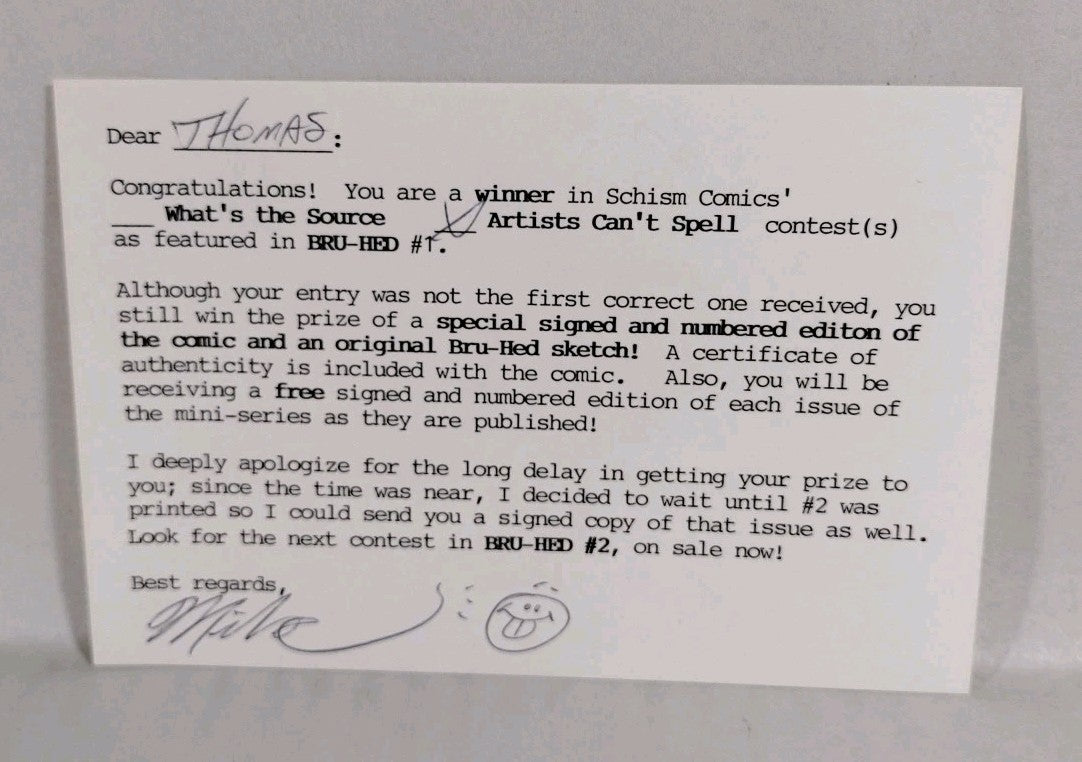 Dear THOMAS:
Congratulations! You are a winner in Schism Comics'
___ What's the Source ___ Artists Can't Spell contest(s)
as featured in BRU-HED #1.
Although your entry was not the first correct one received, you
still win the prize of a special signed and numbered editon of
the comic and an original Bru-Hed sketch! A certificate of
authenticity is included with the comic. Also, you will be
receiving a free signed and numbered edition of each issue of
the mini-series as they are published!
I deeply apologize for the long delay in getting your prize to
you; since the time was near, I decided to wait until #2 was
printed so I could send you a signed copy of that issue as well.
Look for the next contest in BRU-HED #2, on sale now!
Best regards,
Mike